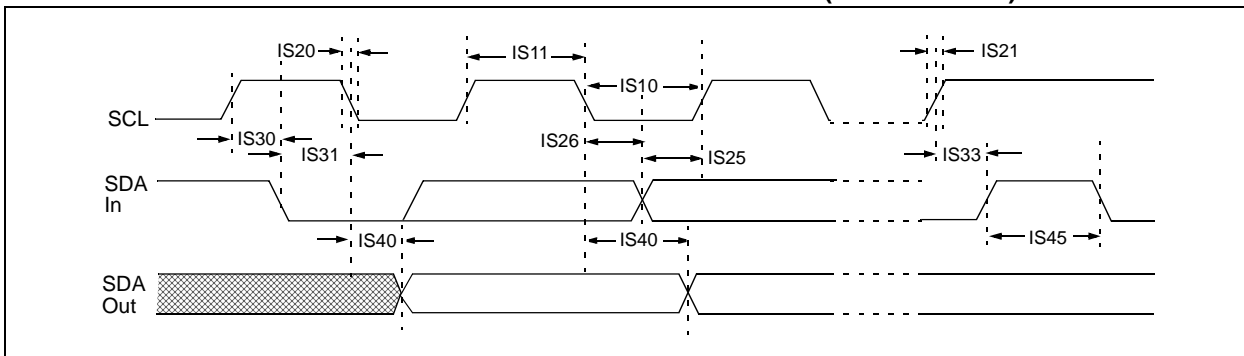 IS20
IS11
IS21
IS10
SCL
IS30
IS26
IS31
IS25
IS33
SDA
In
IS40
IS40
IS45
SDA
Out